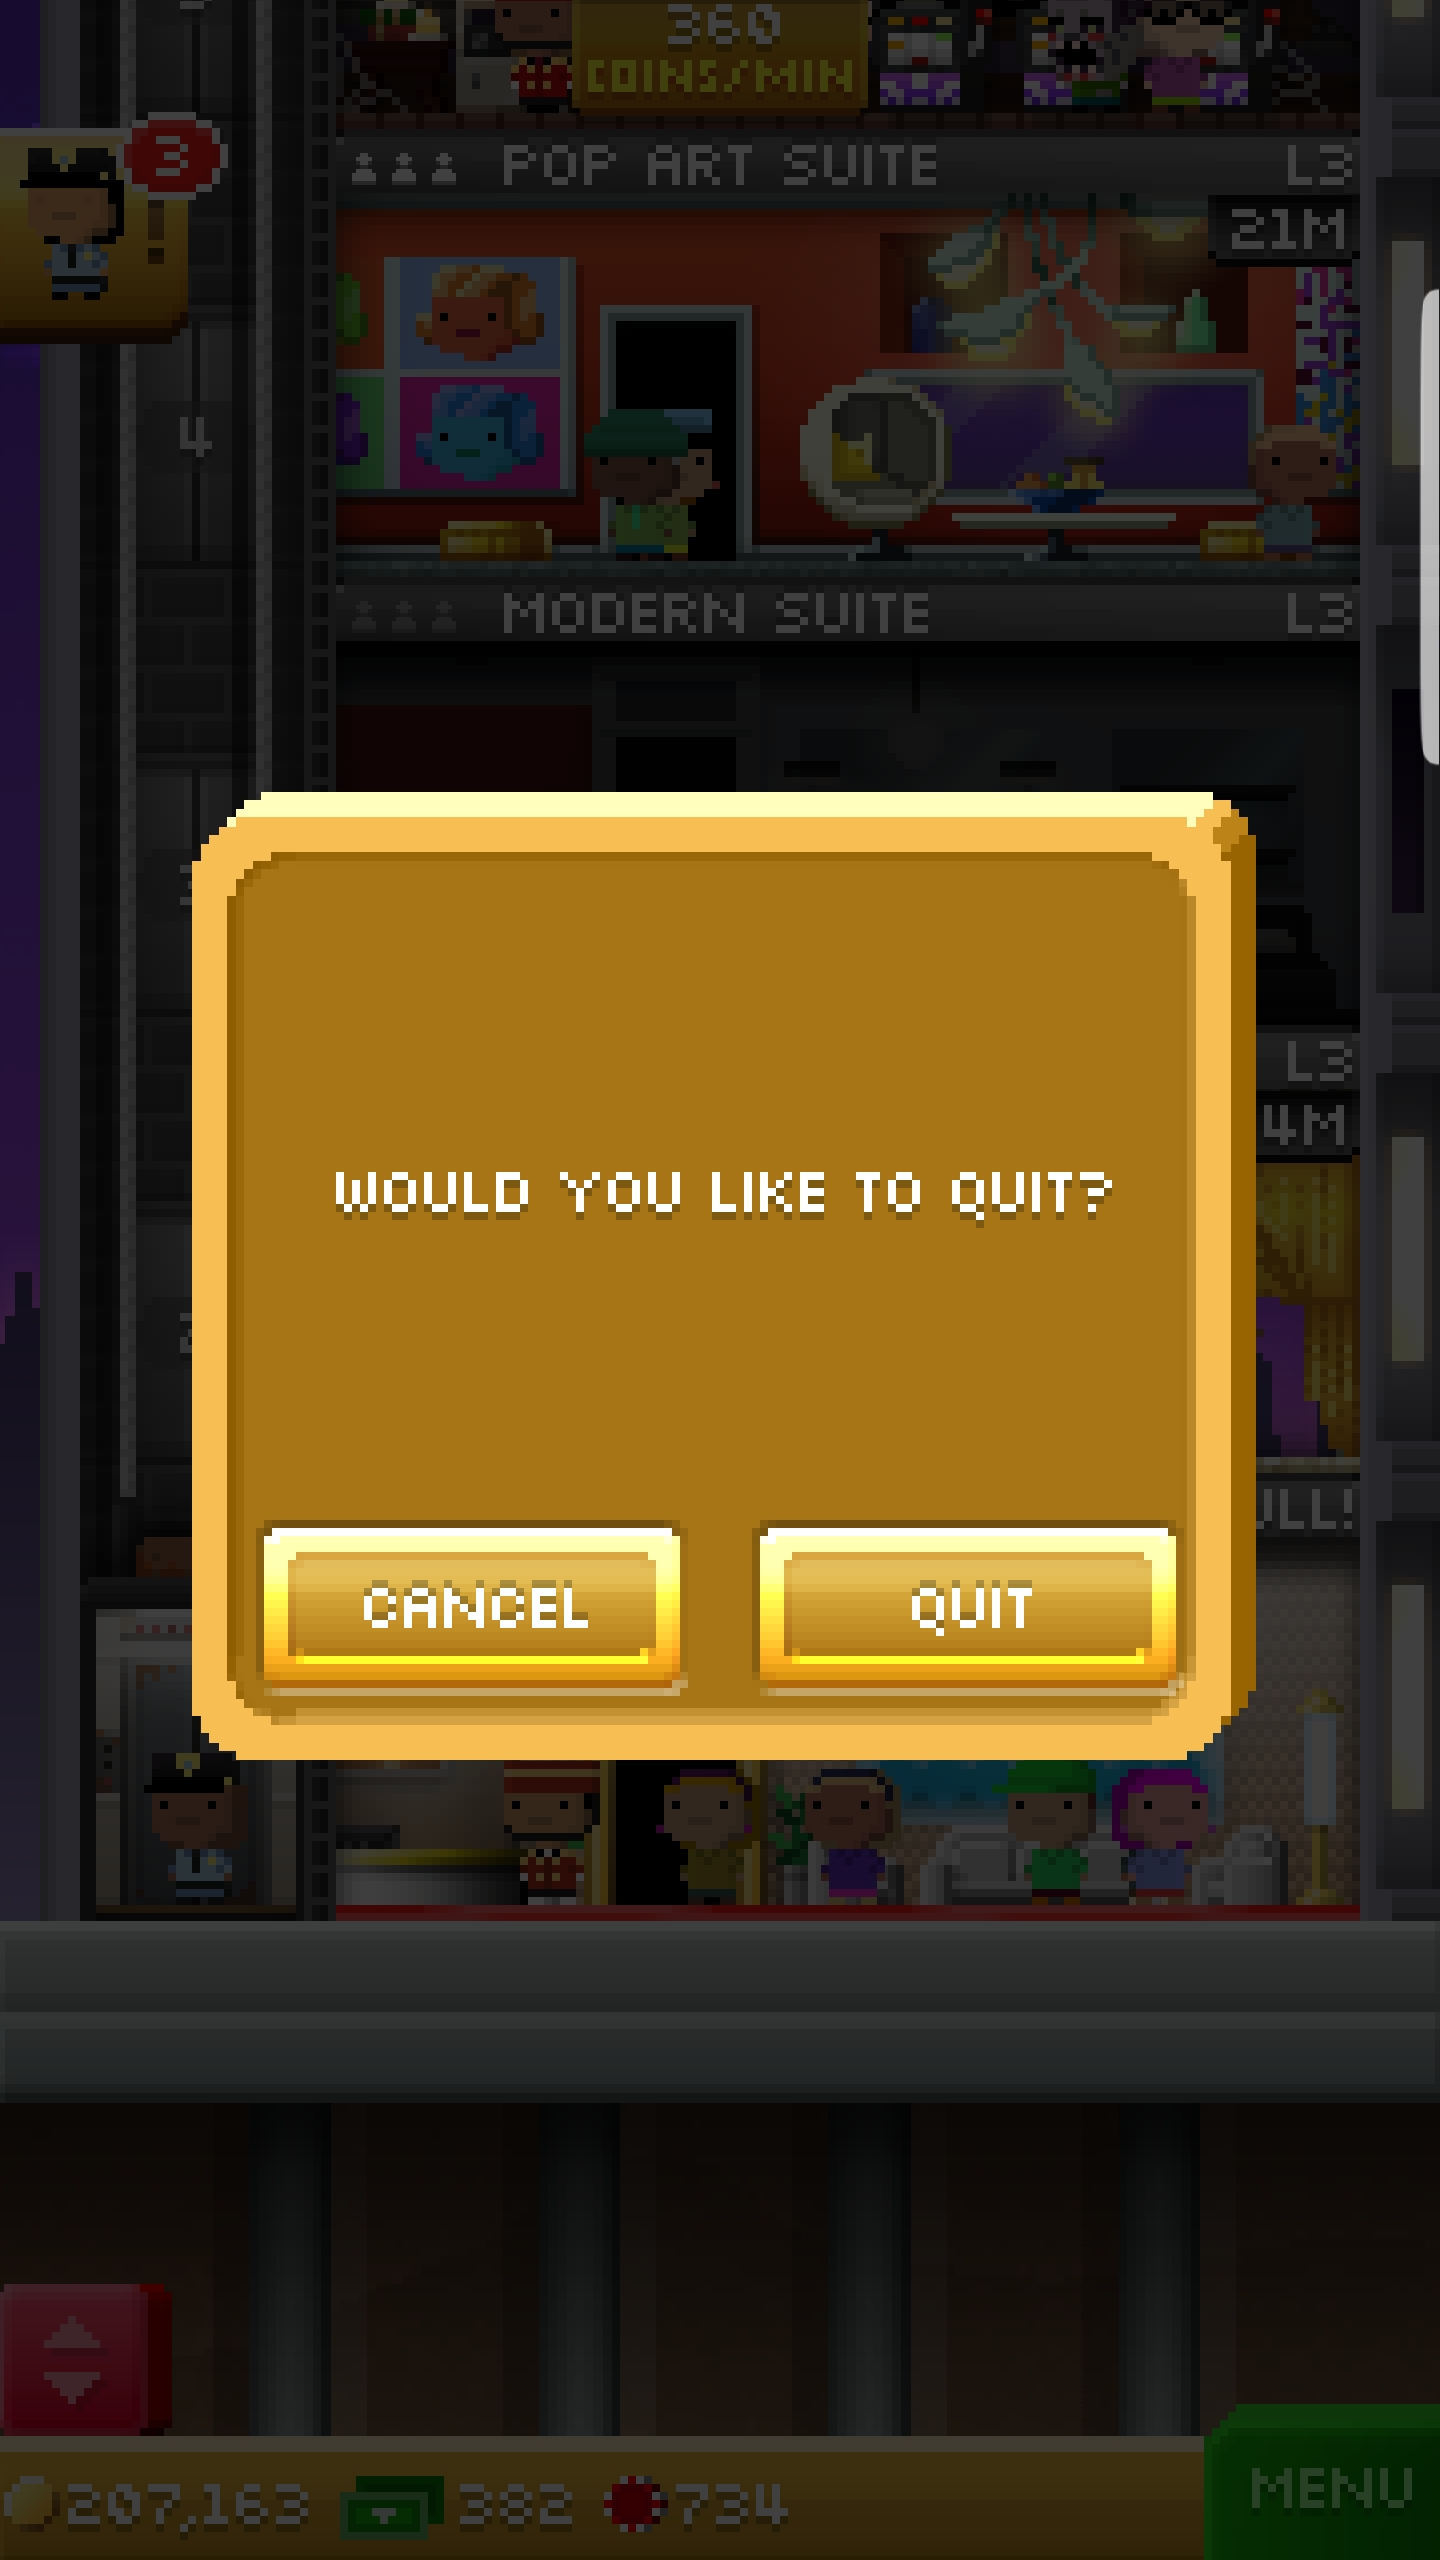 360
COINS/MIN
3
POP ART SUITE L3
21M
!
4
MODERN SUITE L3
L3
4M
WOULD YOU LIKE TO QUIT?
ULL!
CANCEL QUIT
207,163 382 734
MENU